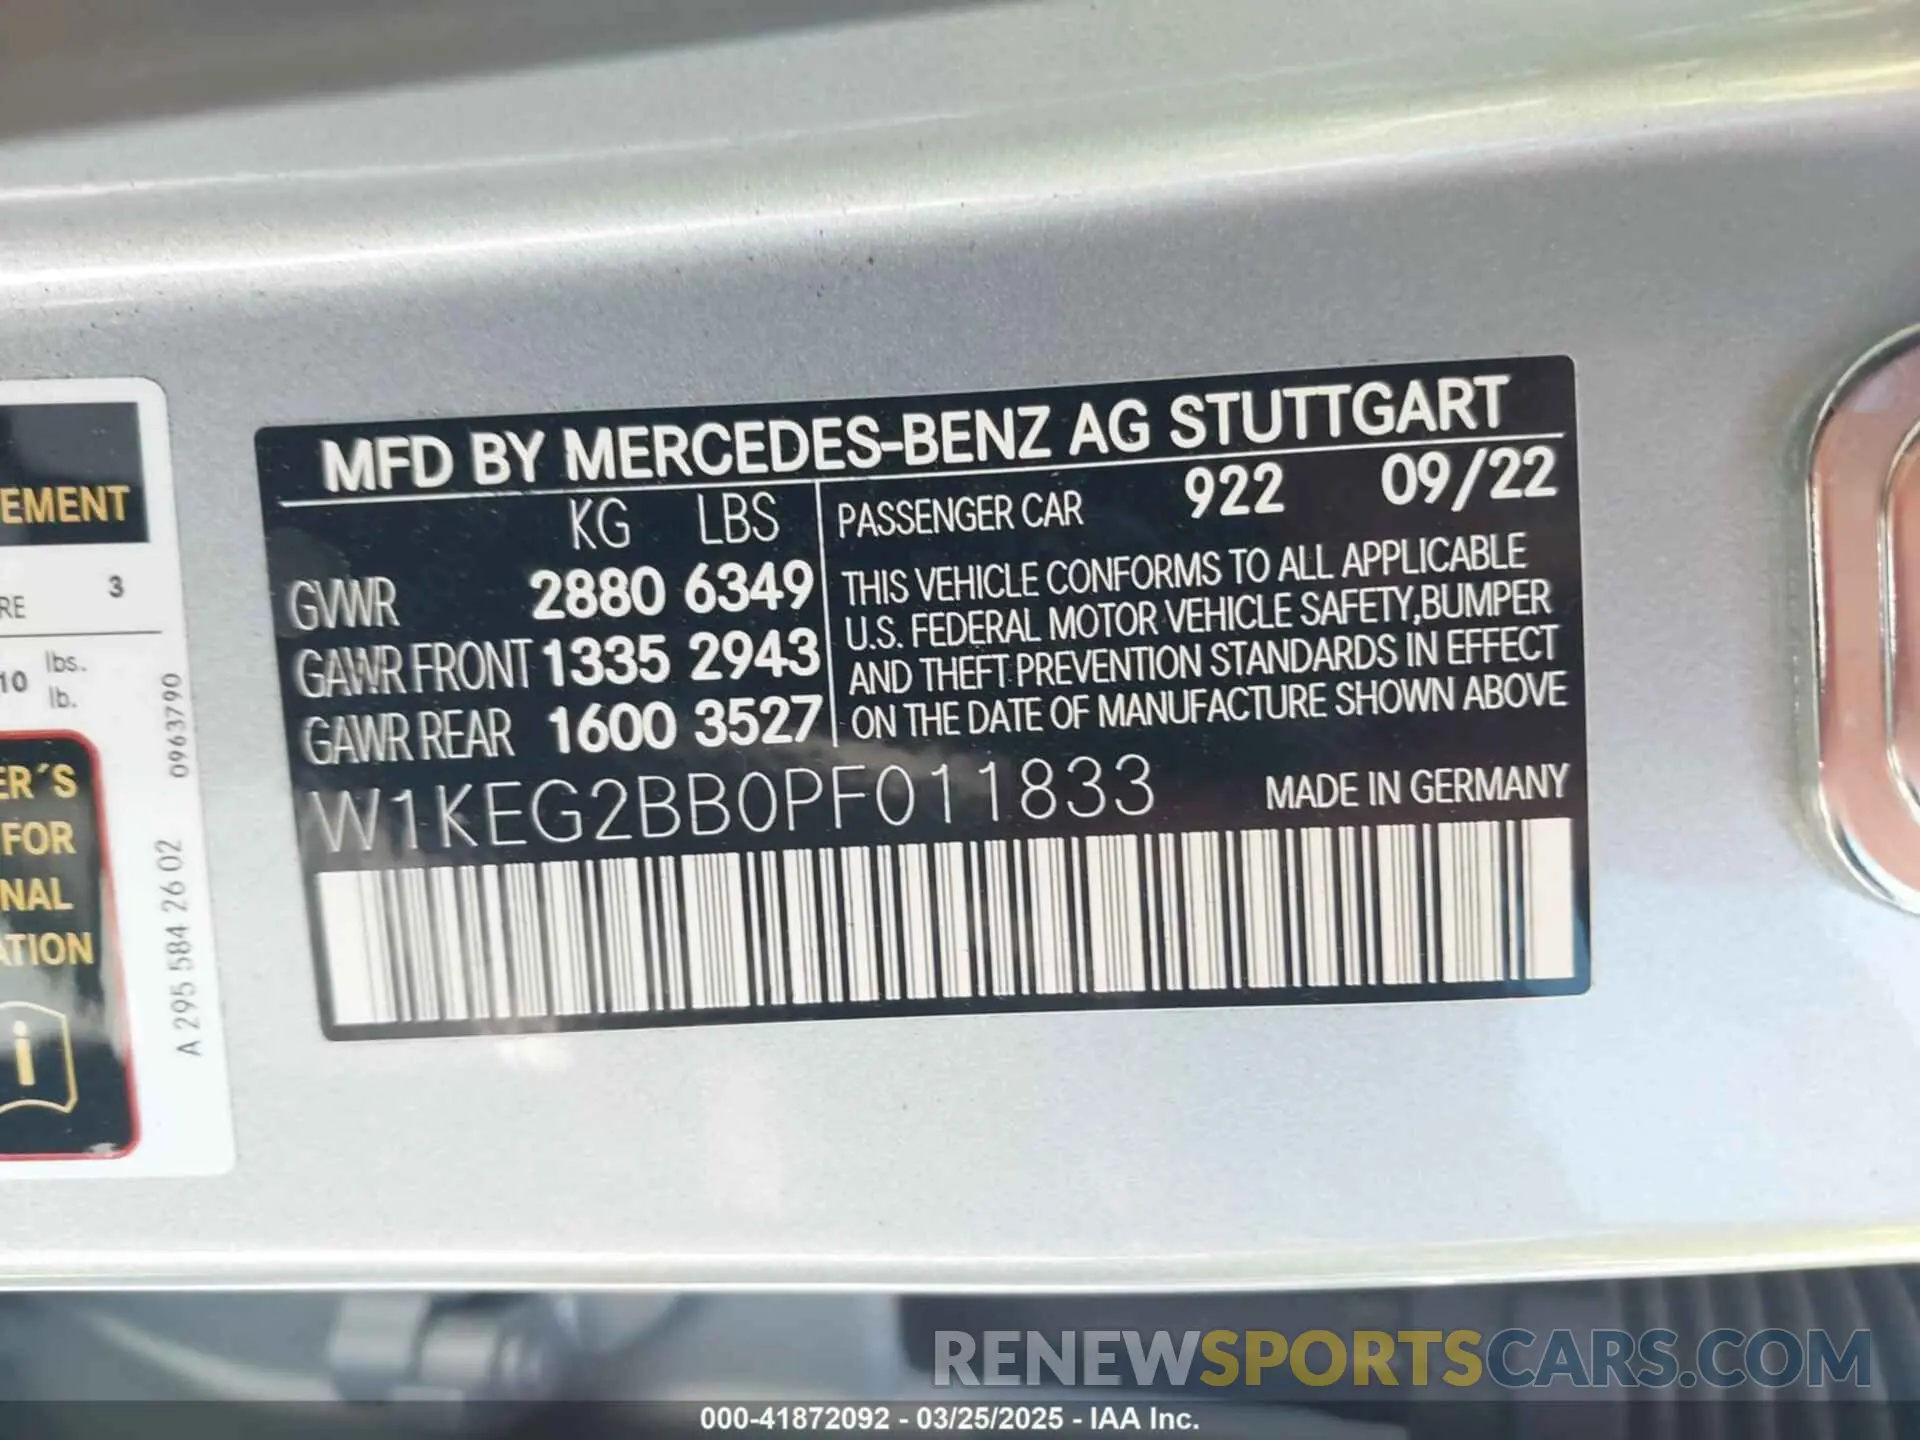 EMENT
RE 3
10 lbs.
lb.
ER´S
FOR
NAL
ATION
i
A 295 584 26 02 0963790
MFD BY MERCEDES-BENZ AG STUTTGART
KG LBS
GVWR 2880 6349
GAWR FRONT 1335 2943
GAWR REAR 1600 3527
PASSENGER CAR 922 09/22
THIS VEHICLE CONFORMS TO ALL APPLICABLE
U.S. FEDERAL MOTOR VEHICLE SAFETY,BUMPER
AND THEFT PREVENTION STANDARDS IN EFFECT
ON THE DATE OF MANUFACTURE SHOWN ABOVE
W1KEG2BB0PF011833 MADE IN GERMANY
RENEWSPORTSCARS.COM
000-41872092 - 03/25/2025 - IAA Inc.